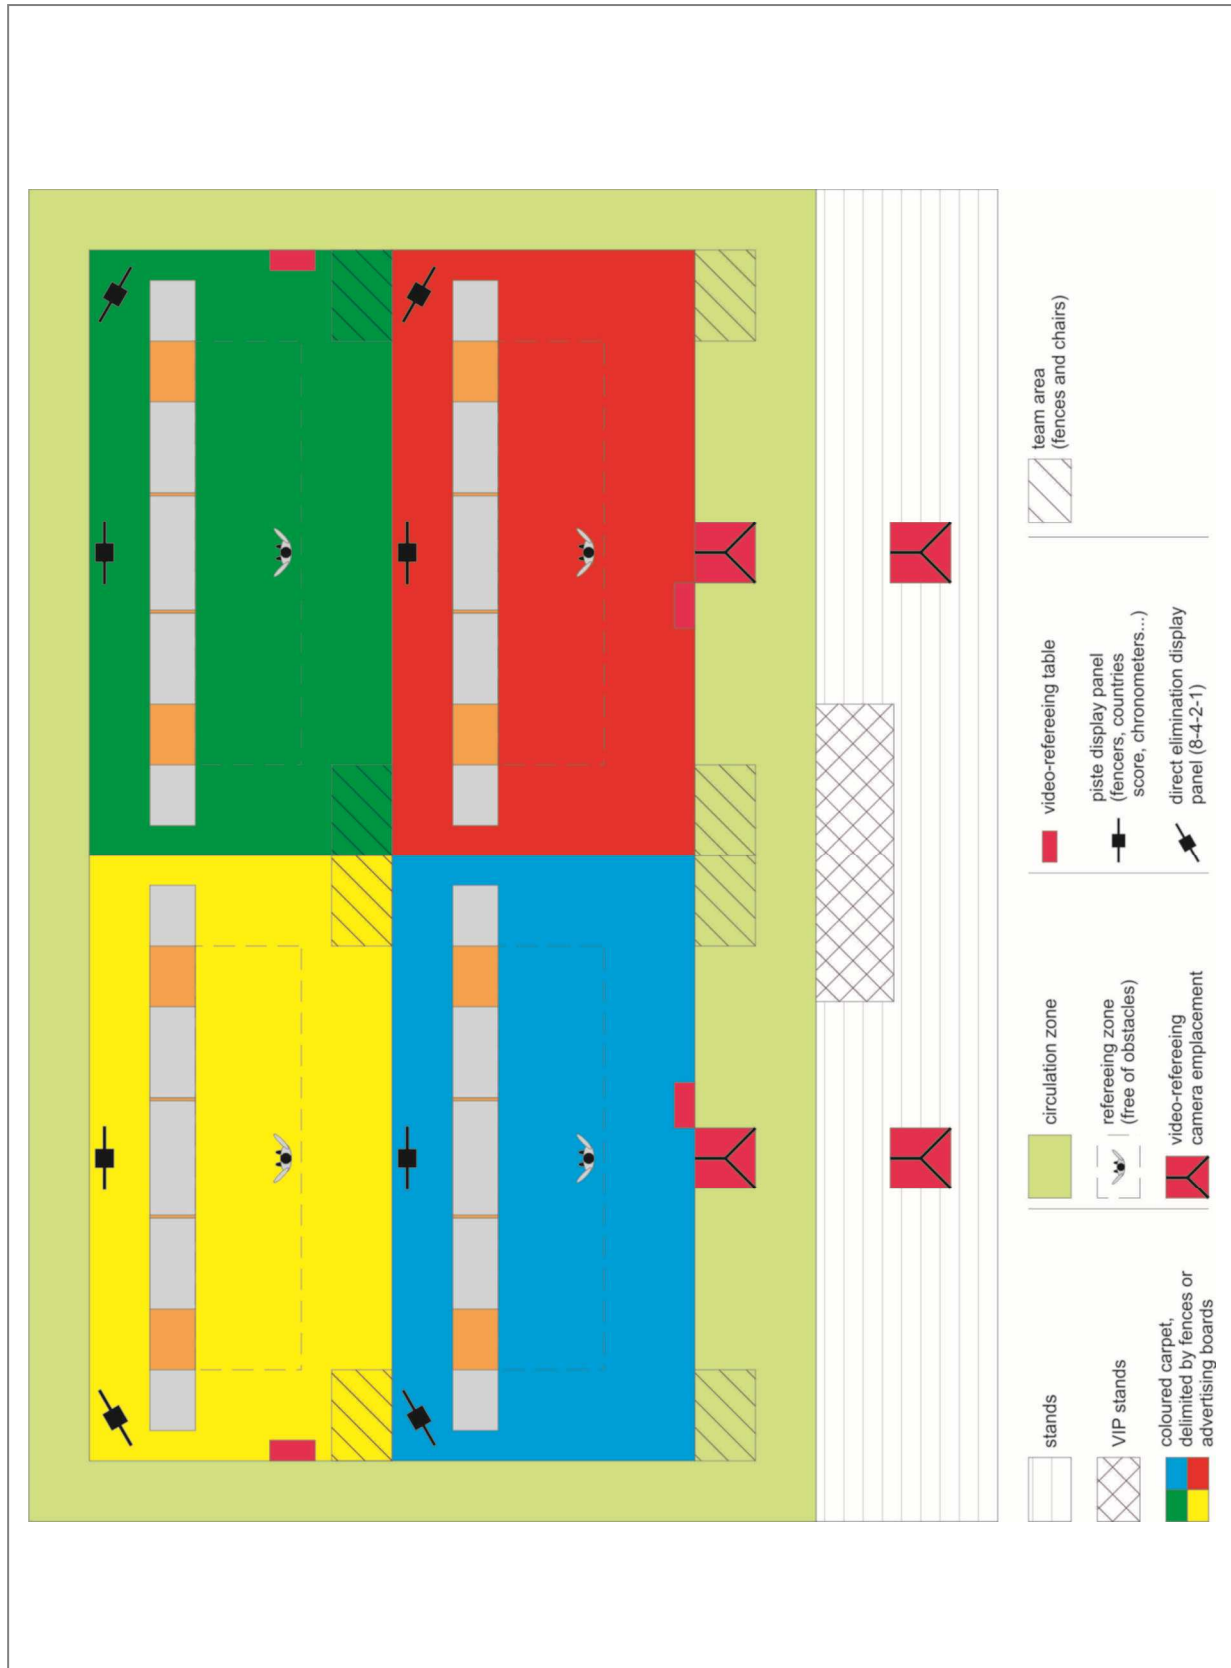 stands
VIP stands
coloured carpet,
delimited by fences or
advertising boards
circulation zone
refereeing zone
(free of obstacles)
video-refereeing
camera emplacement
video-refereeing table
piste display panel
(fencers, countries
score, chronometers...)
direct elimination display
panel (8-4-2-1)
team area
(fences and chairs)